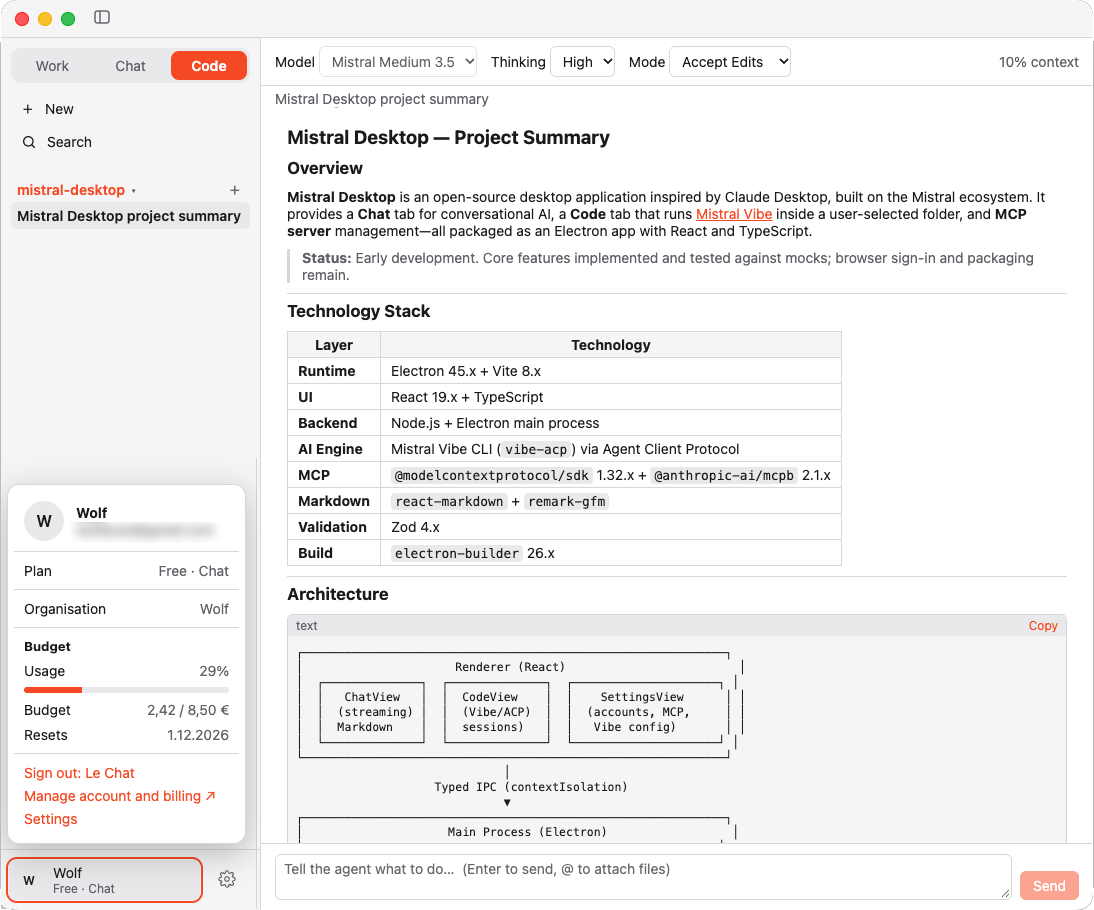 Work Chat Code
+ New
Search
mistral-desktop
Mistral Desktop project summary
Model Mistral Medium 3.5 Thinking High Mode Accept Edits 10% context
Mistral Desktop project summary
Mistral Desktop — Project Summary
Overview
Mistral Desktop is an open-source desktop application inspired by Claude Desktop, built on the Mistral ecosystem. It
provides a Chat tab for conversational AI, a Code tab that runs Mistral Vibe inside a user-selected folder, and MCP
server management—all packaged as an Electron app with React and TypeScript.
Status: Early development. Core features implemented and tested against mocks; browser sign-in and packaging
remain.
Technology Stack
Layer Technology
Runtime Electron 45.x + Vite 8.x
UI React 19.x + TypeScript
Backend Node.js + Electron main process
AI Engine Mistral Vibe CLI ( vibe-acp ) via Agent Client Protocol
MCP @modelcontextprotocol/sdk 1.32.x + @anthropic-ai/mcpb 2.1.x
Markdown react-markdown + remark-gfm
Validation Zod 4.x
Build electron-builder 26.x
Architecture
text Copy
Renderer (React)
ChatView CodeView SettingsView
(streaming) (Vibe/ACP) (accounts, MCP,
Markdown sessions) Vibe config)
Typed IPC (contextIsolation)
Main Process (Electron)
Tell the agent what to do… (Enter to send, @ to attach files)
Send
W Wolf
Plan Free · Chat
Organisation Wolf
Budget
Usage 29%
Budget 2,42 / 8,50 €
Resets 1.12.2026
Sign out: Le Chat
Manage account and billing ↗
Settings
W Wolf
Free · Chat